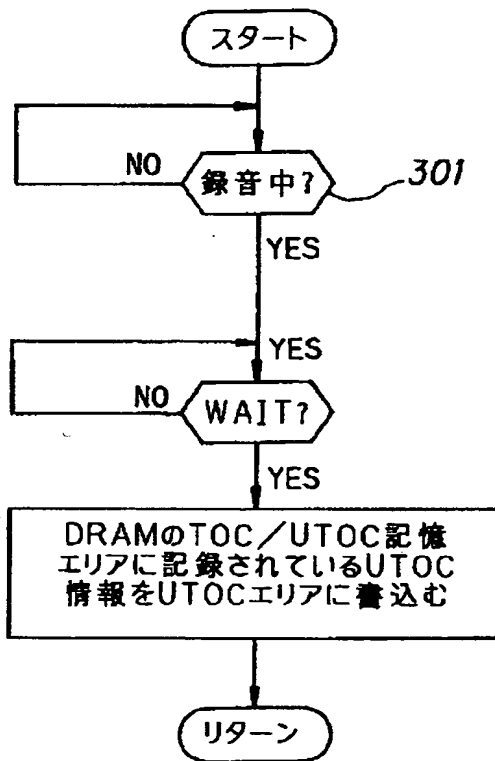 スタート
NO
録音中?
301
YES
YES
NO
WAIT?
YES
DRAMのTOC/UTOC記憶
エリアに記録されているUTOC
情報をUTOCエリアに書込む
リターン